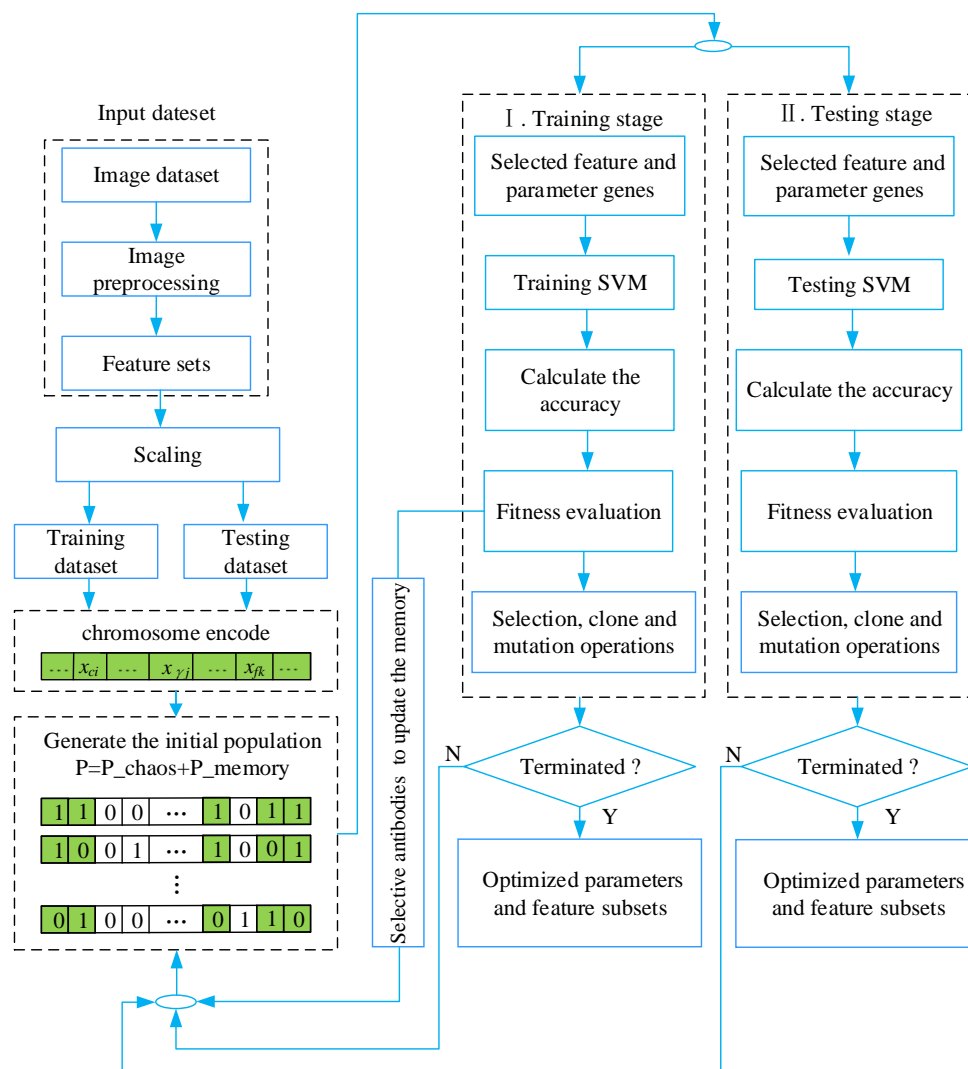 Input dateset
Image dataset
Image
preprocessing
Feature sets
Scaling
Training
dataset
Testing
dataset
chromosome encode
... x_ci ... x_γj ... x_fk ...
Generate the initial population
P=P_chaos+P_memory
1 1 0 0 ... 1 0 1 1
1 0 0 1 ... 1 0 0 1
⋮
0 1 0 0 ... 0 1 1 0
Selective antibodies to update the memory
Ⅰ. Training stage
Selected feature and
parameter genes
Training SVM
Calculate the
accuracy
Fitness evaluation
Selection, clone and
mutation operations
N
Terminated ?
Y
Optimized parameters
and feature subsets
Ⅱ. Testing stage
Selected feature and
parameter genes
Testing SVM
Calculate the accuracy
Fitness evaluation
Selection, clone and
mutation operations
N
Terminated ?
Y
Optimized parameters
and feature subsets